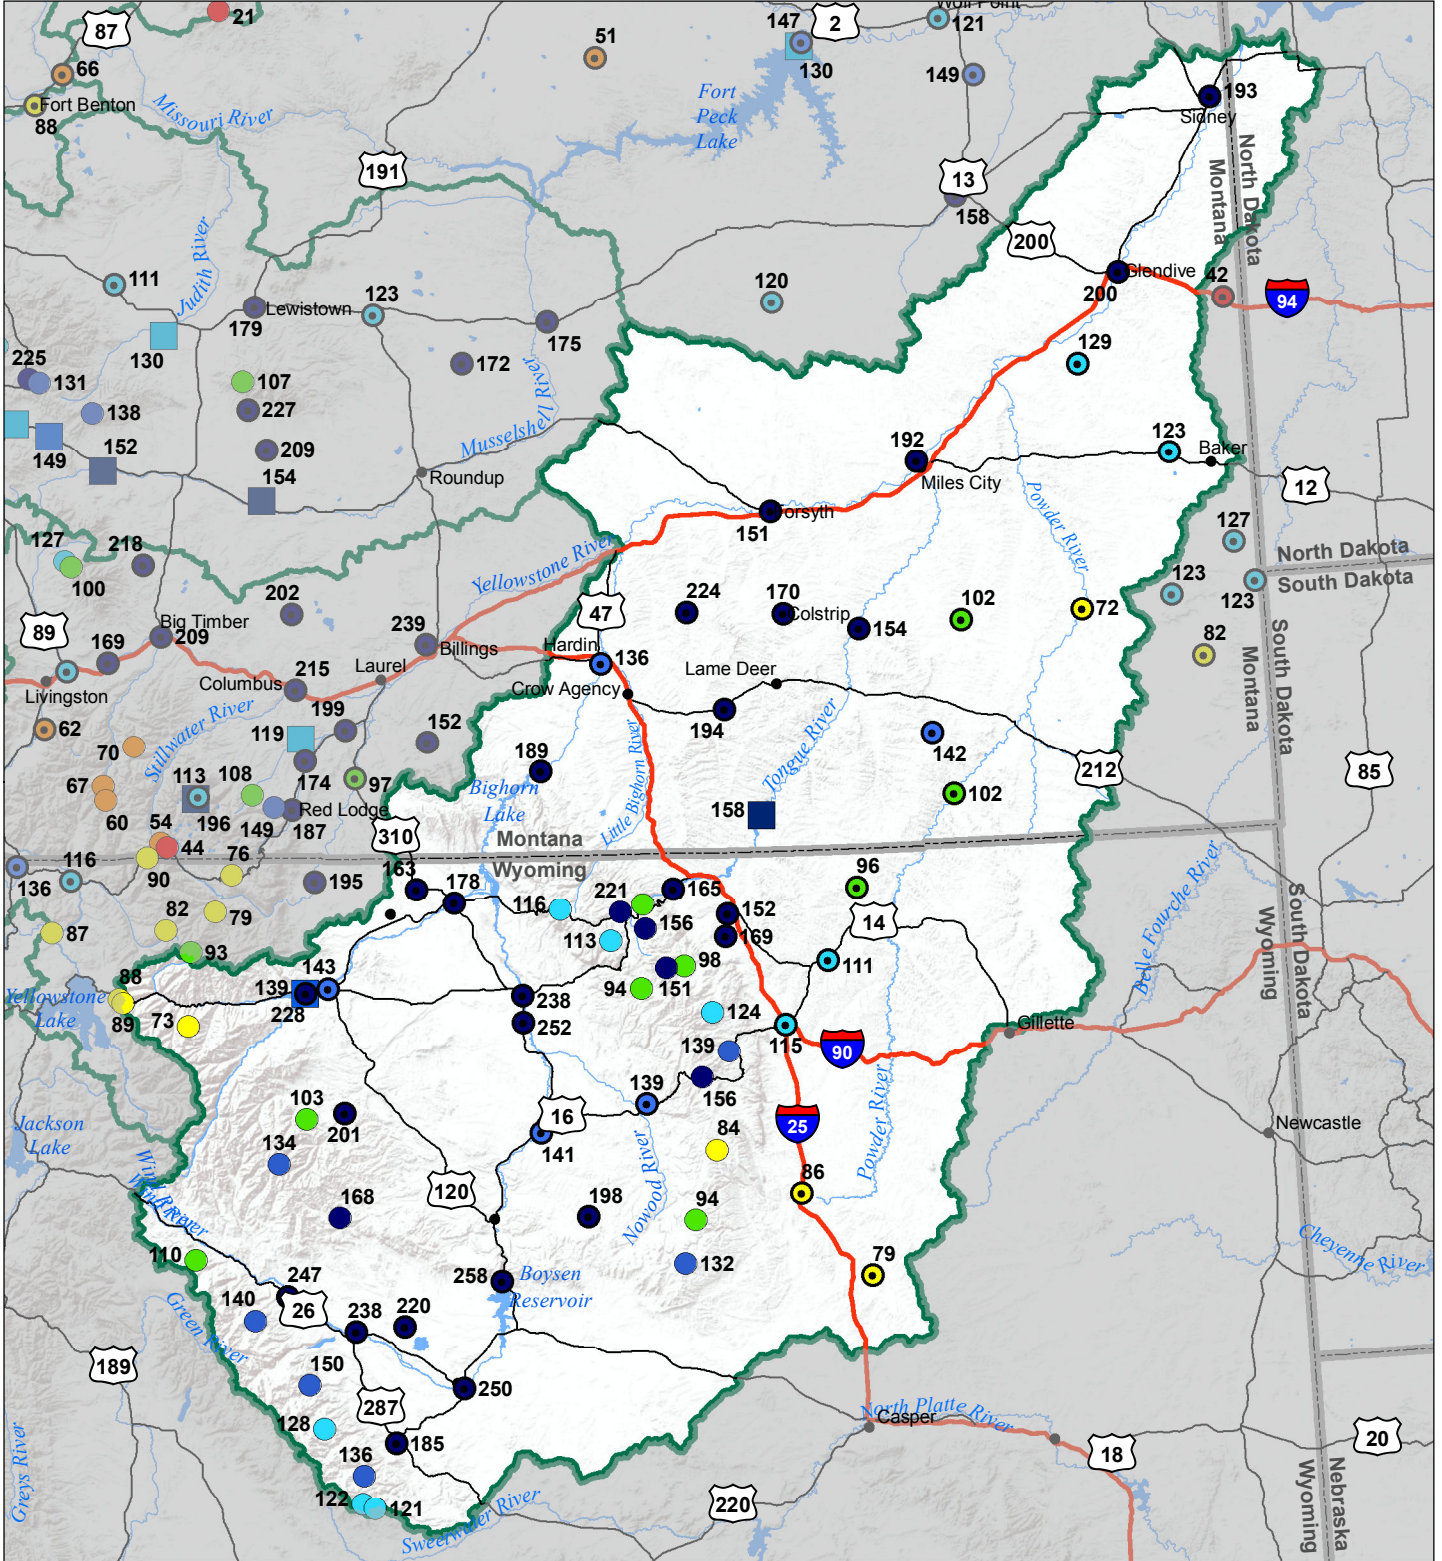 21
147
2
Wolf Point
121
87
51
66
130
149
Fort Benton
88
Missouri River
Fort
Peck
Lake
193
Sidney
North Dakota
Montana
191
13
158
200
Judith River
111
123
120
Glendive
200
42
94
Lewistown
179
130
175
129
225
131
107
172
138
227
Musselshell River
149
152
209
154
Roundup
192
Miles City
123
Baker
12
Powder River
Forsyth
151
127
218
100
Yellowstone River
127
North Dakota
South Dakota
123
123
202
47
224
170
Colstrip
154
102
72
89
Big Timber
169
209
239
Billings
Hardin
136
82
Livingston
Columbus
215
Laurel
Crow Agency
Lame Deer
South Dakota
Montana
62
Stillwater River
199
119
152
194
142
70
174
189
Tongue River
212
85
67
113
108
97
Bighorn
Lake
Little Bighorn River
102
60
196
149
187
Red Lodge
158
54
44
310
Montana
Wyoming
Belle Fourche River
136
116
90
76
195
163
178
116
221
165
96
South Dakota
Wyoming
82
79
87
93
156
152
14
113
169
98
111
88
139
143
94
151
Yellowstone
Lake
89
73
228
238
252
124
115
Gillette
139
90
139
156
Jackson
Lake
103
201
16
25
Newcastle
134
141
84
Powder River
Wind River
Wind River
120
86
168
198
Nowood River
94
110
132
Cheyenne River
79
247
258
Boysen
Reservoir
140
26
238
220
Green River
189
150
250
287
128
185
North Platte River
Casper
18
20
136
122
121
220
Sweetwater River
Greys River
Nebraska
Wyoming